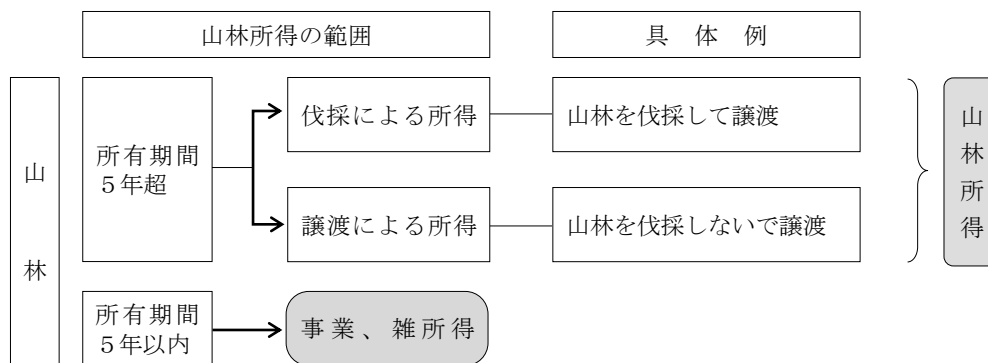 山林所得の範囲
具 体 例
山 林
所有期間
５年超
伐採による所得
山林を伐採して譲渡
譲渡による所得
山林を伐採しないで譲渡
山林所得
所有期間
５年以内
事業、雑所得